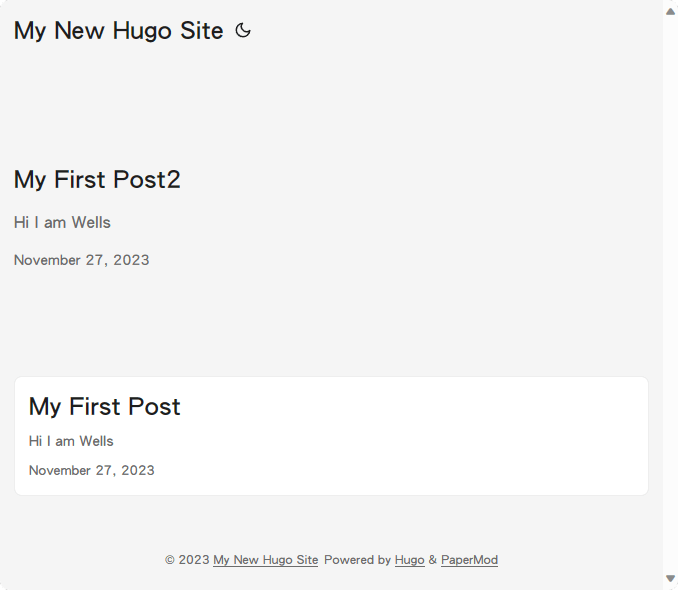 My New Hugo Site
My First Post2
Hi I am Wells
November 27, 2023
My First Post
Hi I am Wells
November 27, 2023
© 2023 My New Hugo Site Powered by Hugo & PaperMod